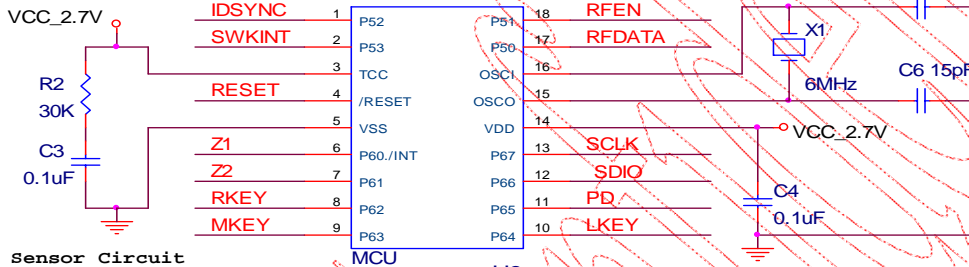 VCC_2.7V
IDSYNC 1 P52 P51 18 RFEN
SWKINT 2 P53 P50 17 RFDATA
3 TCC OSCI 16
RESET 4 /RESET OSCO 15
5 VSS VDD 14
Z1 6 P60./INT P67 13 SCLK
Z2 7 P61 P66 12 SDIO
RKEY 8 P62 P65 11 PD
MKEY 9 P63 P64 10 LKEY
MCU
R2
30K
C3
0.1uF
X1
6MHz
C6 15pF
VCC_2.7V
C4
0.1uF
Sensor Circuit